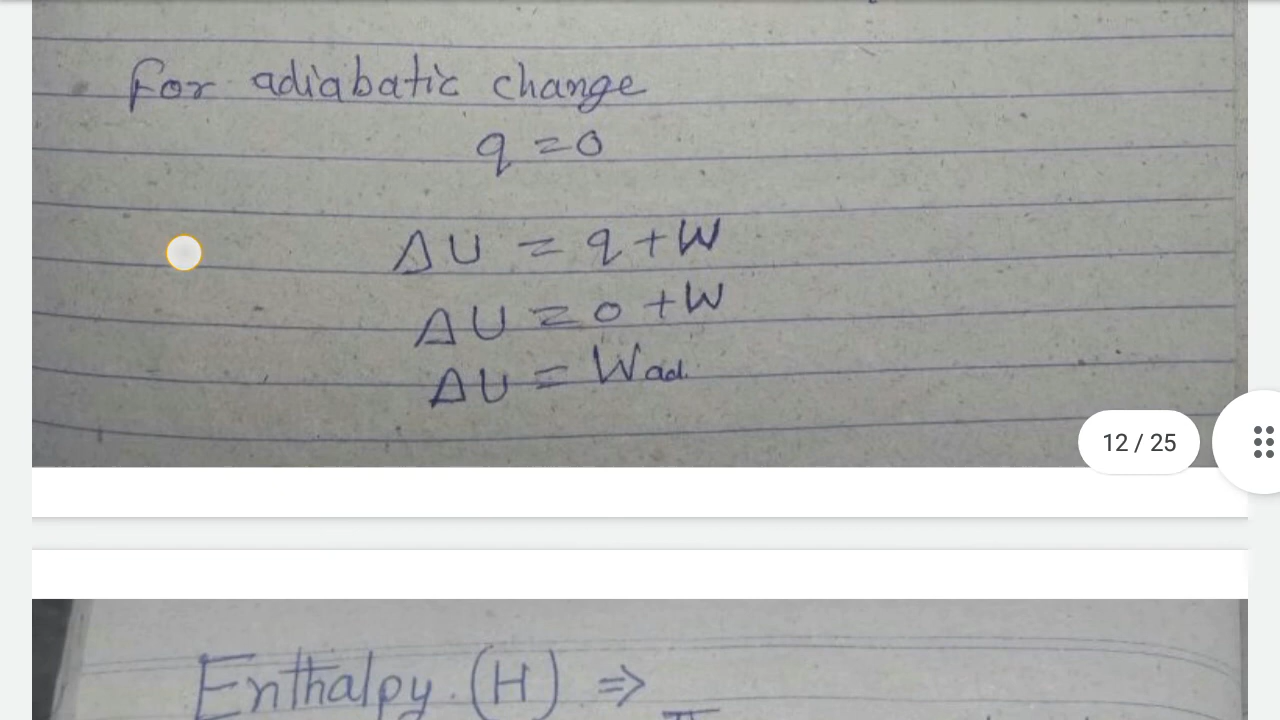 For adiabatic change
q = 0
ΔU = q + W
ΔU = 0 + W
ΔU = Wad.
12 / 25
Enthalpy. (H) ⇒